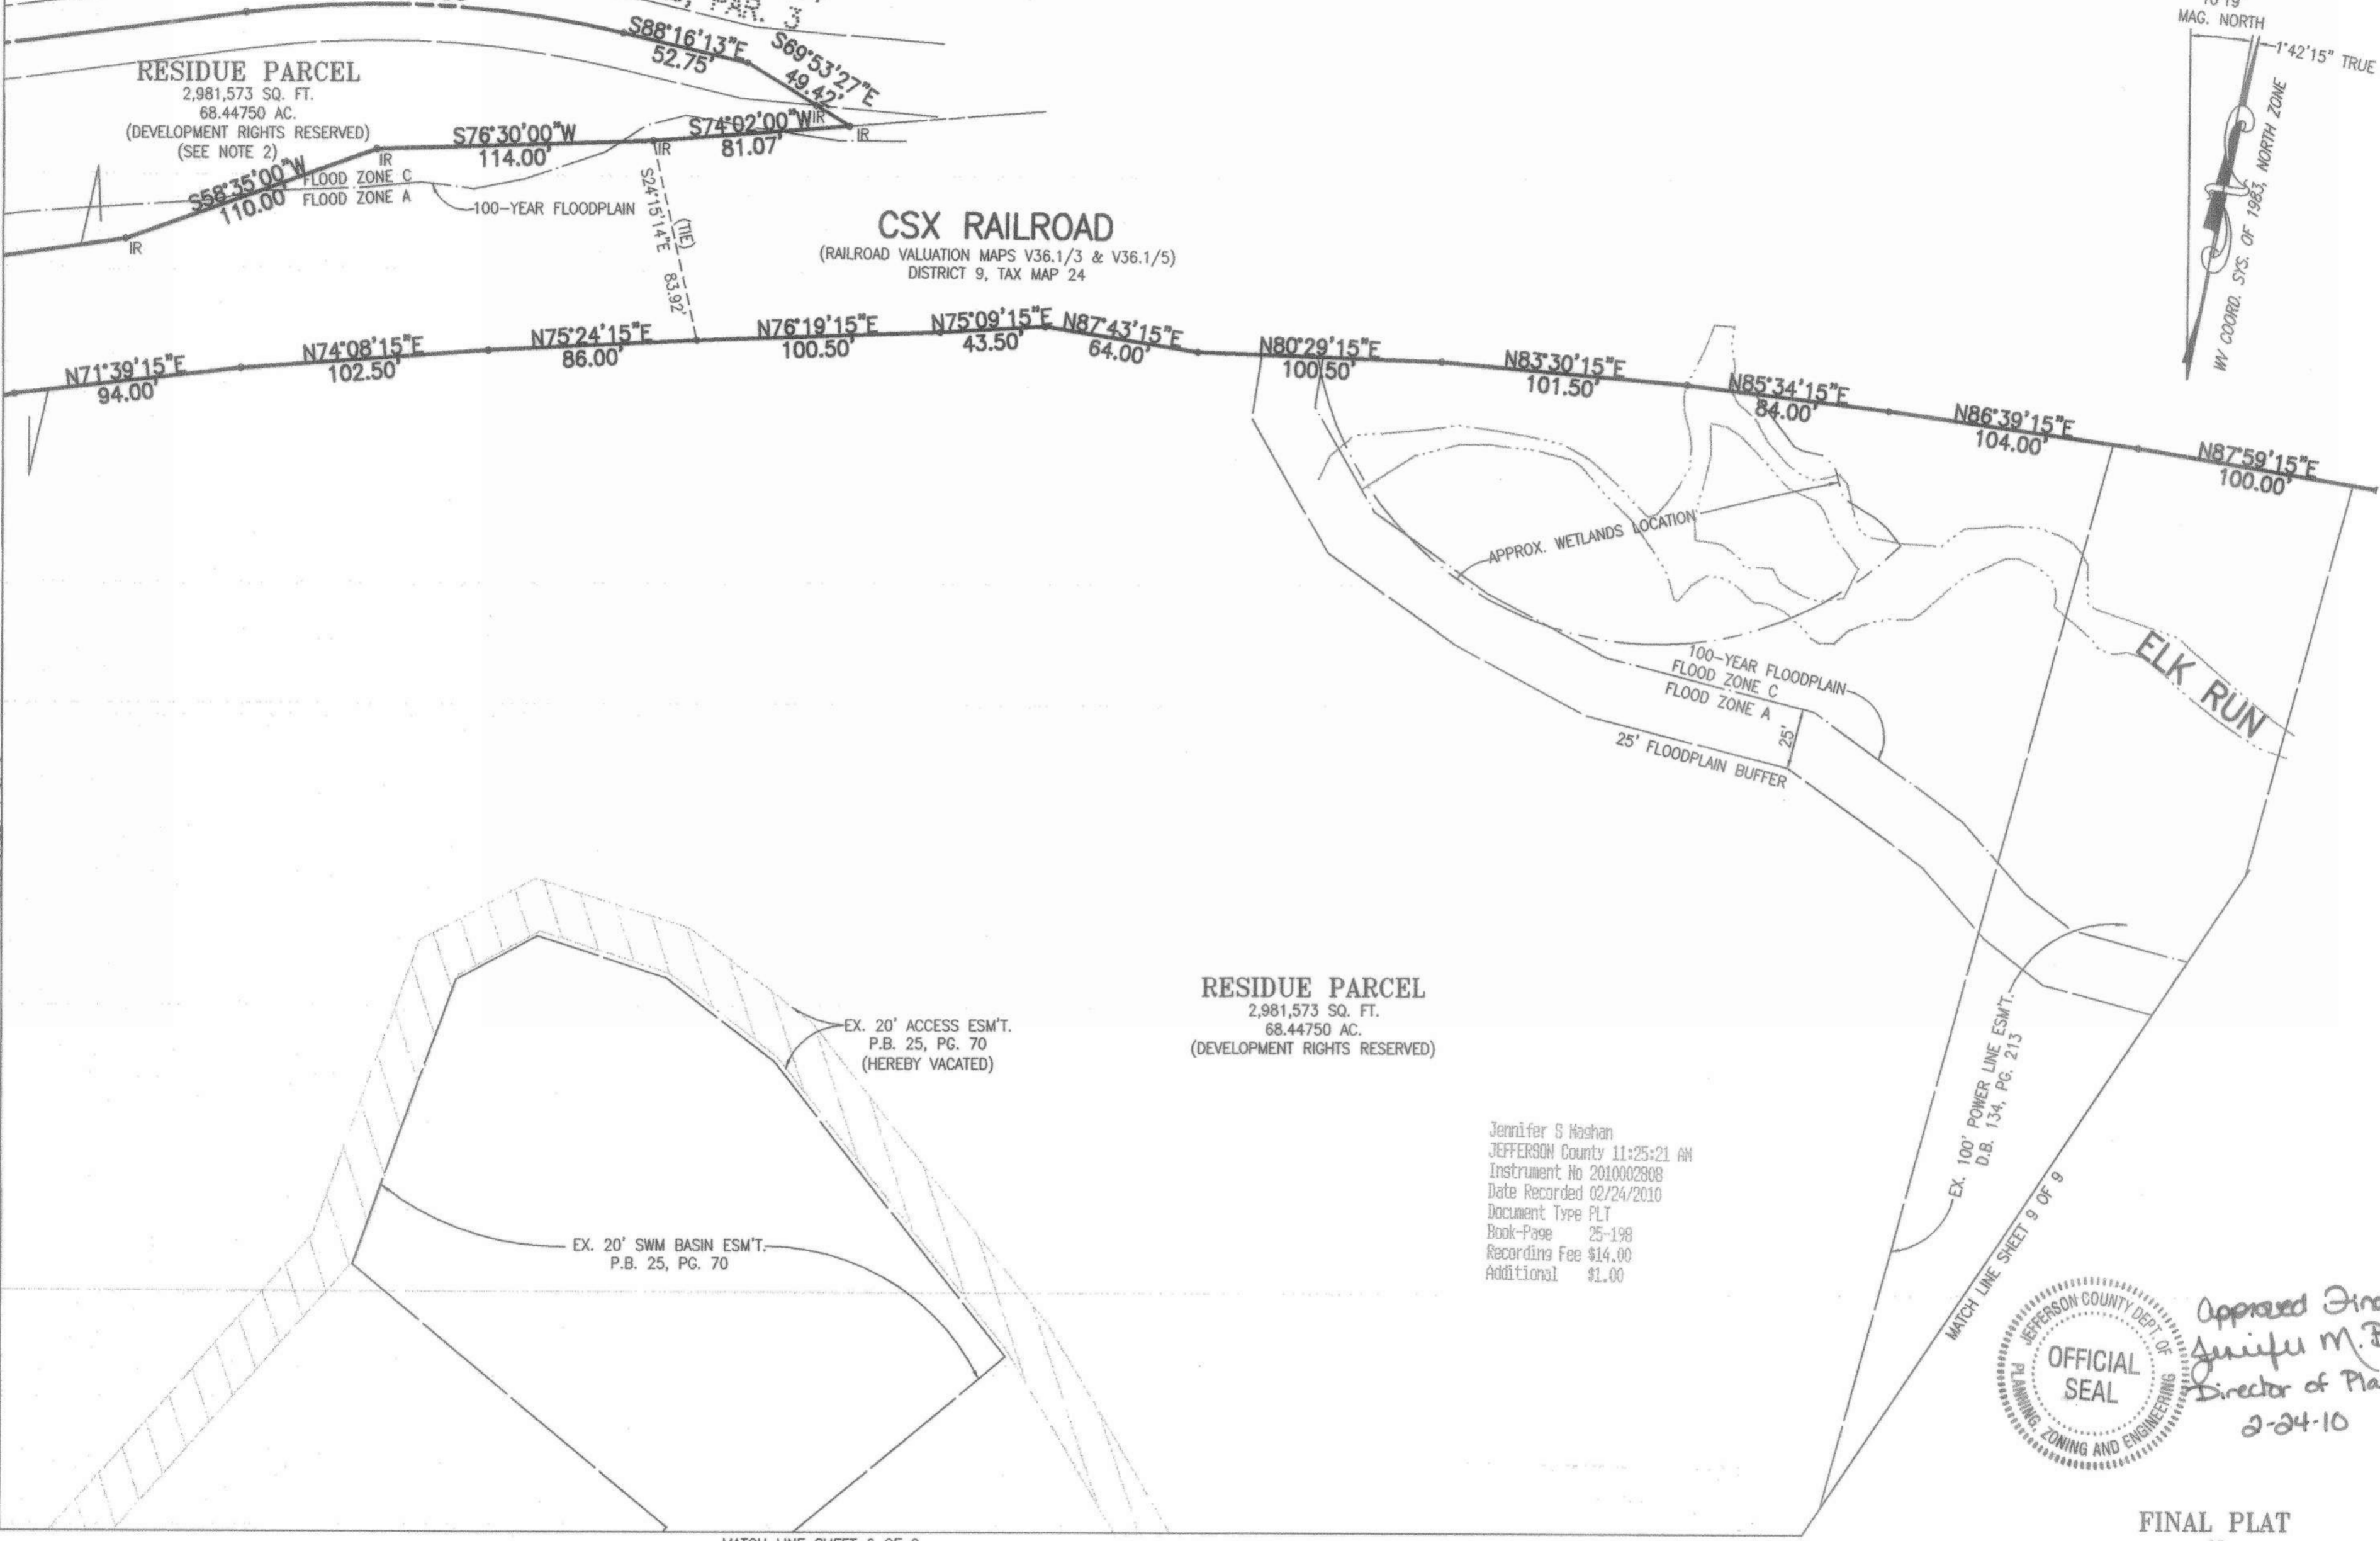 PAR. 3
S88°16'13"E
52.75'
S69°53'27"E
49.42'
RESIDUE PARCEL
2,981,573 SQ. FT.
68.44750 AC.
(DEVELOPMENT RIGHTS RESERVED)
(SEE NOTE 2)
S76°30'00"W
114.00'
S74°02'00"W
81.07'
IR
IR
IR
IR
IR
S58°35'00"W
110.00'
FLOOD ZONE C
FLOOD ZONE A
100-YEAR FLOODPLAIN
(TIE)
S24°15'14"E 83.92'
MAG. NORTH
1°42'15" TRUE
WV COORD. SYS. OF 1983, NORTH ZONE
CSX RAILROAD
(RAILROAD VALUATION MAPS V36.1/3 & V36.1/5)
DISTRICT 9, TAX MAP 24
N71°39'15"E
94.00'
N74°08'15"E
102.50'
N75°24'15"E
86.00'
N76°19'15"E
100.50'
N75°09'15"E
43.50'
N87°43'15"E
64.00'
N80°29'15"E
100.50'
N83°30'15"E
101.50'
N85°34'15"E
84.00'
N86°39'15"E
104.00'
N87°59'15"E
100.00'
APPROX. WETLANDS LOCATION
100-YEAR FLOODPLAIN
FLOOD ZONE C
FLOOD ZONE A
25'
25' FLOODPLAIN BUFFER
ELK RUN
EX. 20' ACCESS ESM'T.
P.B. 25, PG. 70
(HEREBY VACATED)
RESIDUE PARCEL
2,981,573 SQ. FT.
68.44750 AC.
(DEVELOPMENT RIGHTS RESERVED)
EX. 100' POWER LINE ESM'T.
D.B. 134, PG. 213
EX. 20' SWM BASIN ESM'T.
P.B. 25, PG. 70
Jennifer S Maghan
JEFFERSON County 11:25:21 AM
Instrument No 2010002808
Date Recorded 02/24/2010
Document Type PLT
Book-Page 25-198
Recording Fee $14.00
Additional $1.00
MATCH LINE SHEET 9 OF 9
JEFFERSON COUNTY DEPT. OF
PLANNING, ZONING AND ENGINEERING
OFFICIAL
SEAL
Approved
Jennifer M.
Director of
2-24-10
FINAL PLAT